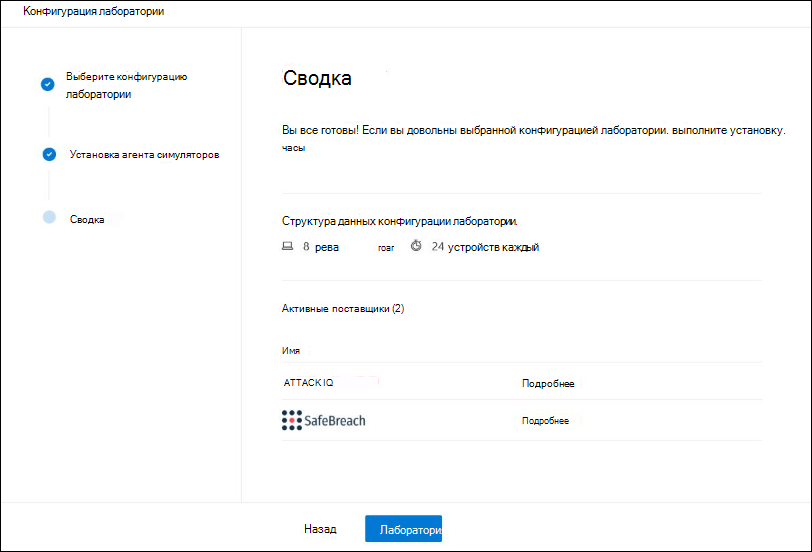 Конфигурация лаборатории
Выберите конфигурацию
лаборатории
Установка агента симуляторов
Сводка
Сводка
Вы все готовы! Если вы довольны выбранной конфигурацией лаборатории. выполните установку.
часы
Структура данных конфигурации лаборатории.
8 рева roar 24 устройств каждый
Активные поставщики (2)
Имя
ATTACK IQ Подробнее
SafeBreach Подробнее
Назад Лаборатори